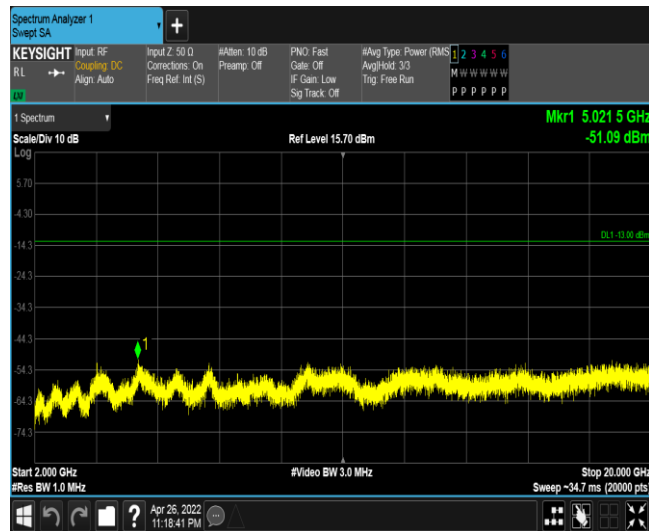 Spectrum Analyzer 1
Swept SA
+
KEYSIGHT Input: RF Input Z: 50 Ω #Atten: 10 dB PNO: Fast #Avg Type: Power (RMS 1 2 3 4 5 6
R L Coupling: DC Corrections: On Preamp: Off Gate: Off Avg|Hold: 3/3 M W W W W W
Align: Auto Freq Ref: Int (S) IF Gain: Low Trig: Free Run
Sig Track: Off P P P P P P
1 Spectrum Mkr1 5.021 5 GHz
Scale/Div 10 dB Ref Level 15.70 dBm -51.09 dBm
Log
5.70
-4.30
DL1 -13.00 dBm
-14.3
-24.3
-34.3
-44.3
1
-54.3
-64.3
-74.3
Start 2.000 GHz #Video BW 3.0 MHz Stop 20.000 GHz
#Res BW 1.0 MHz Sweep ~34.7 ms (20000 pts)
? Apr 26, 2022
11:18:41 PM